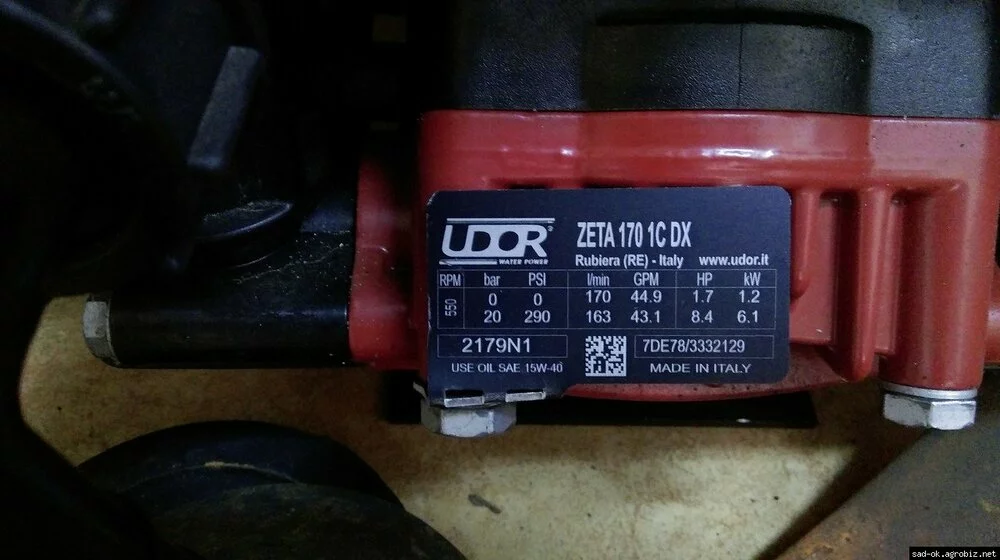 UDOR®
WATER POWER
ZETA 170 1C DX
Rubiera (RE) - Italy www.udor.it
RPM bar PSI l/min GPM HP kW
550
0 0 170 44.9 1.7 1.2
20 290 163 43.1 8.4 6.1
2179N1 7DE78/3332129
USE OIL SAE 15W-40 MADE IN ITALY
sad-ok.agrobiz.net